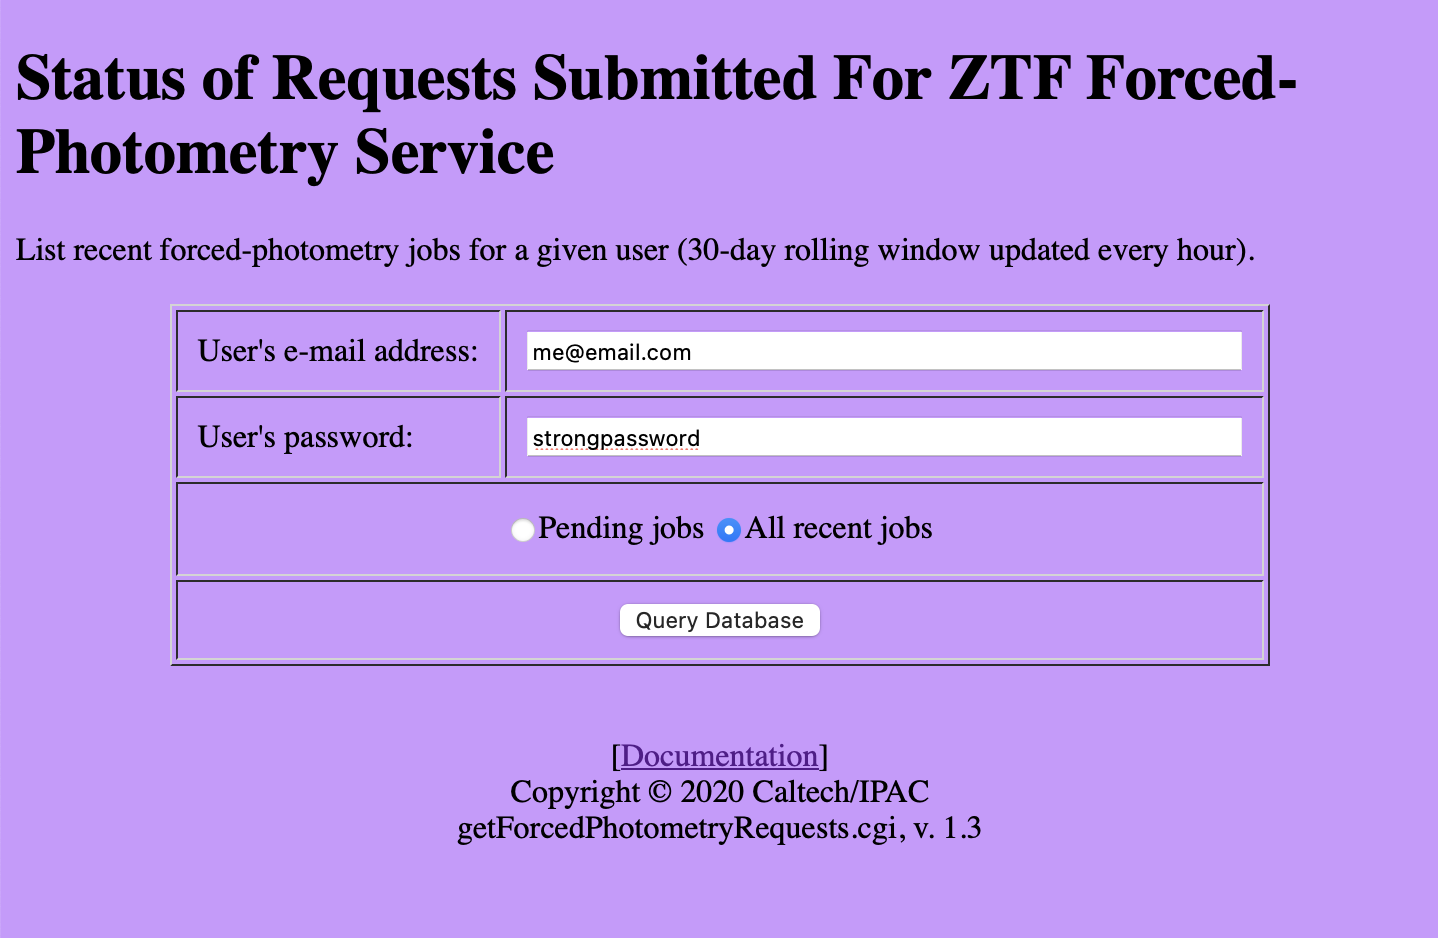 Status of Requests Submitted For ZTF Forced-
Photometry Service
List recent forced-photometry jobs for a given user (30-day rolling window updated every hour).
User's e-mail address: me@email.com
User's password: strongpassword
Pending jobs All recent jobs
Query Database
[Documentation]
Copyright © 2020 Caltech/IPAC
getForcedPhotometryRequests.cgi, v. 1.3